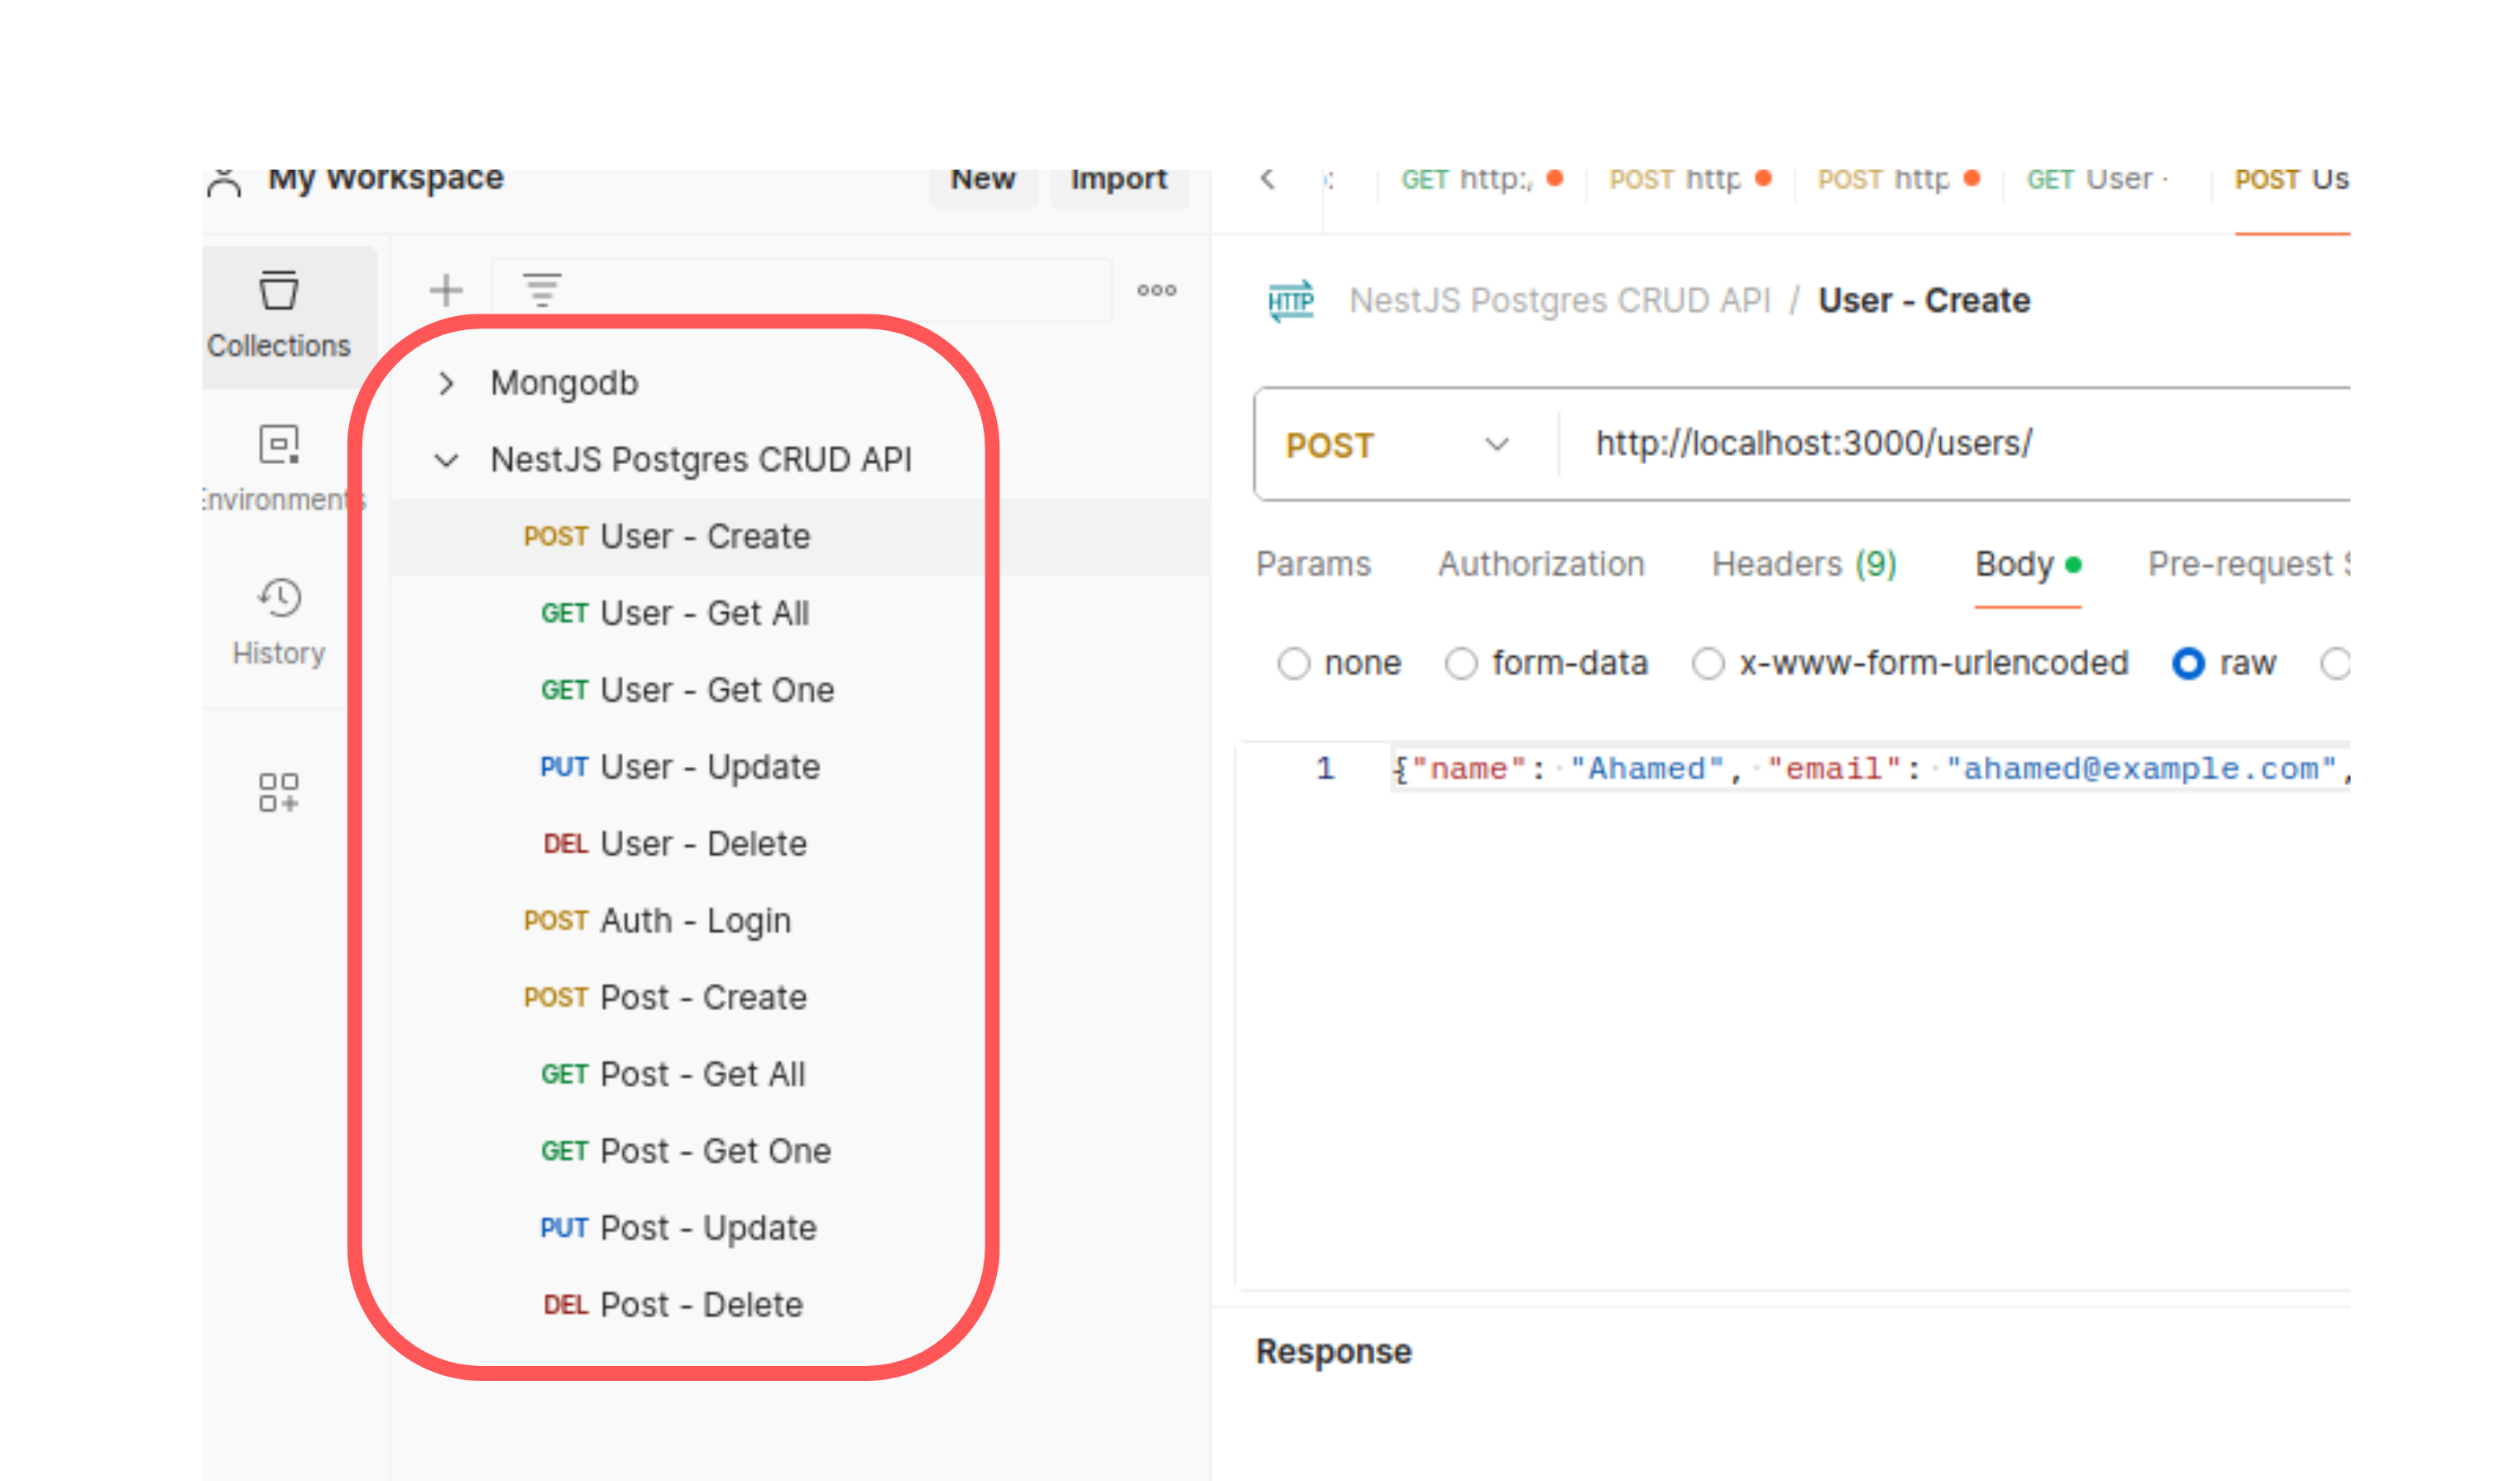 My Workspace
New
Import
GET http:/
POST http
POST http
GET User
POST Us
Collections
Environments
History
Mongodb
NestJS Postgres CRUD API
POST User - Create
GET User - Get All
GET User - Get One
PUT User - Update
DEL User - Delete
POST Auth - Login
POST Post - Create
GET Post - Get All
GET Post - Get One
PUT Post - Update
DEL Post - Delete
HTTP NestJS Postgres CRUD API / User - Create
POST http://localhost:3000/users/
Params Authorization Headers (9) Body Pre-request
none form-data x-www-form-urlencoded raw
1 {"name": "Ahamed", "email": "ahamed@example.com",
Response